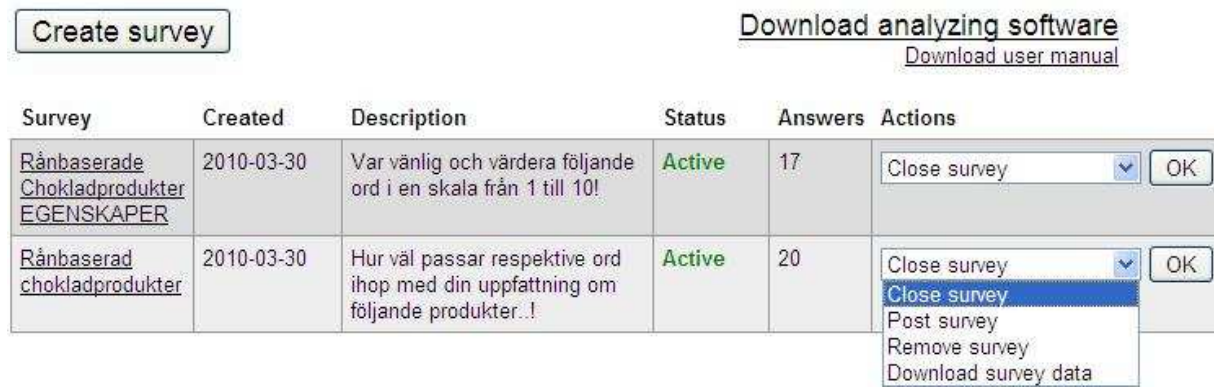 Create survey
Download analyzing software
Download user manual
Survey Created Description Status Answers Actions
Rånbaserade 2010-03-30 Var vänlig och värdera följande Active 17 Close survey OK
Chokladprodukter ord i en skala från 1 till 10!
EGENSKAPER
Rånbaserad 2010-03-30 Hur väl passar respektive ord Active 20 Close survey OK
chokladprodukter ihop med din uppfattning om
följande produkter..!
Close survey
Post survey
Remove survey
Download survey data